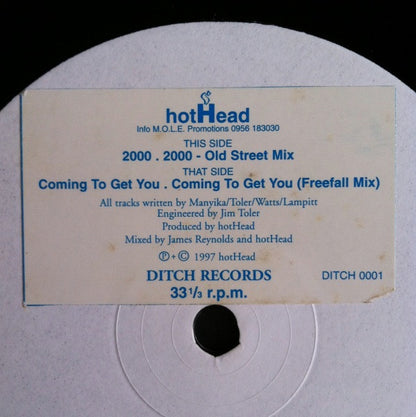 hotHead
Info M.O.L.E. Promotions 0956 183030
THIS SIDE
2000 . 2000 - Old Street Mix
THAT SIDE
Coming To Get You . Coming To Get You (Freefall Mix)
All tracks written by Manyika/Toler/Watts/Lampitt
Engineered by Jim Toler
Produced by hotHead
Mixed by James Reynolds and hotHead
℗ + © 1997 hotHead
DITCH RECORDS DITCH 0001
33 1/3 r.p.m.